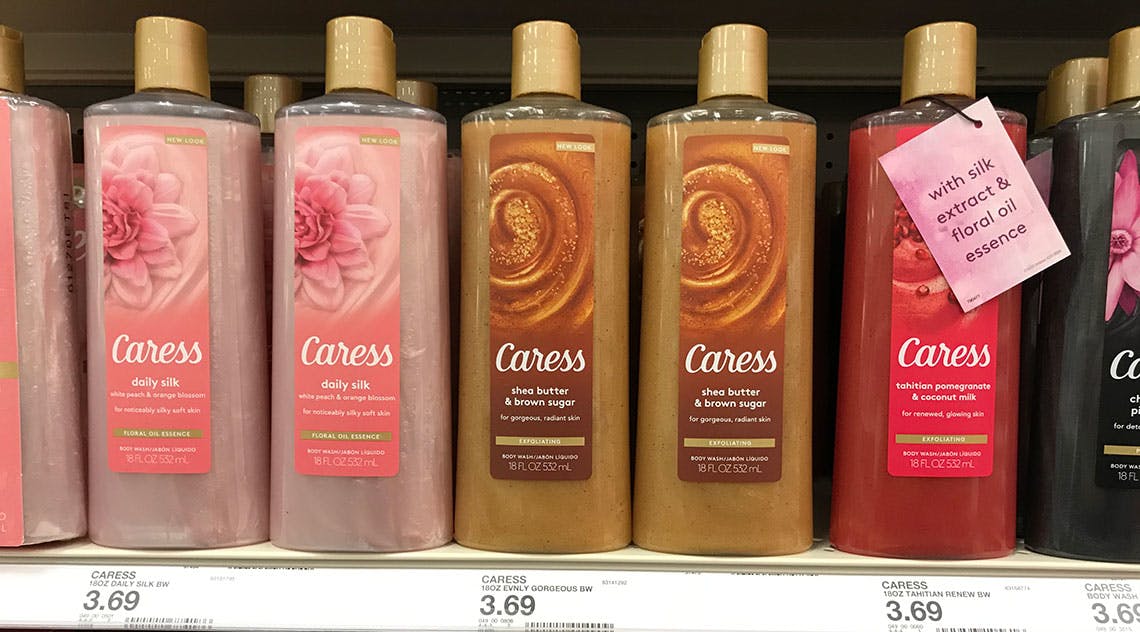 NEW LOOK
Caress
daily silk
white peach & orange blossom
for noticeably silky soft skin
FLORAL OIL ESSENCE
BODY WASH/JABÓN LÍQUIDO
18 FL OZ 532 mL
NEW LOOK
Caress
daily silk
white peach & orange blossom
for noticeably silky soft skin
FLORAL OIL ESSENCE
BODY WASH/JABÓN LÍQUIDO
18 FL OZ 532 mL
NEW LOOK
Caress
shea butter
& brown sugar
for gorgeous, radiant skin
EXFOLIATING
BODY WASH/JABÓN LÍQUIDO
18 FL OZ 532 mL
NEW LOOK
Caress
shea butter
& brown sugar
for gorgeous, radiant skin
EXFOLIATING
BODY WASH/JABÓN LÍQUIDO
18 FL OZ 532 mL
with silk
extract &
floral oil
essence
Caress
tahitian pomegranate
& coconut milk
for renewed, glowing skin
EXFOLIATING
BODY WASH/JABÓN LÍQUIDO
18 FL OZ 532 mL
Ca
for deto
BODY W
18 F
CARESS
18OZ DAILY SILK BW
3.69
CARESS
18OZ EVNLY GORGEOUS BW
63141292
3.69
CARESS
18OZ TAHITIAN RENEW BW
3.69
CARESS
BODY WASH
3.69